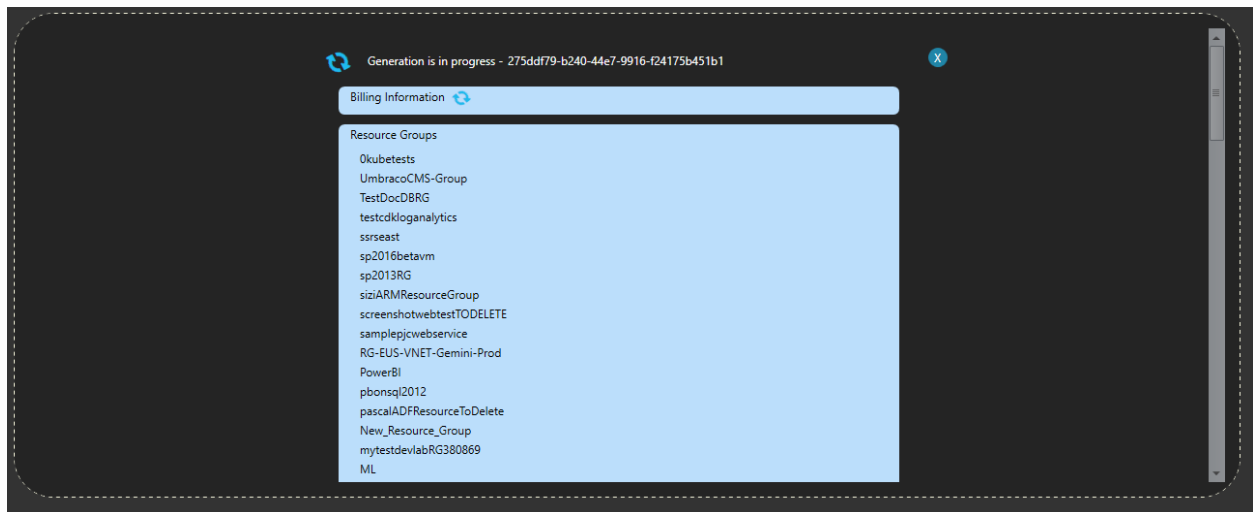 Generation is in progress - 275ddf79-b240-44e7-9916-f24175b451b1
X
Billing Information
Resource Groups
0kubetests
UmbracoCMS-Group
TestDocDBRG
testcdkloganalytics
ssrseast
sp2016betavm
sp2013RG
siziARMResourceGroup
screenshotwebtestTODELETE
samplepjcwebservice
RG-EUS-VNET-Gemini-Prod
PowerBI
pbonsql2012
pascalADFResourceToDelete
New_Resource_Group
mytestdevlabRG380869
ML